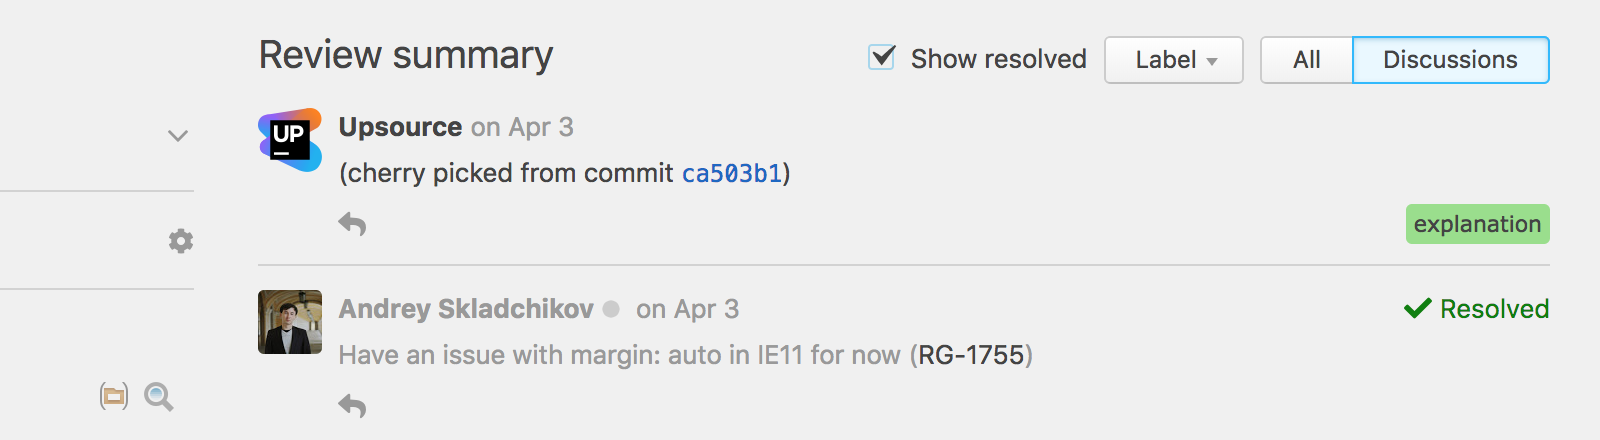 Review summary
Show resolved
Label
All
Discussions
UP
Upsource on Apr 3
(cherry picked from commit ca503b1)
explanation
Andrey Skladchikov on Apr 3
Resolved
Have an issue with margin: auto in IE11 for now (RG-1755)